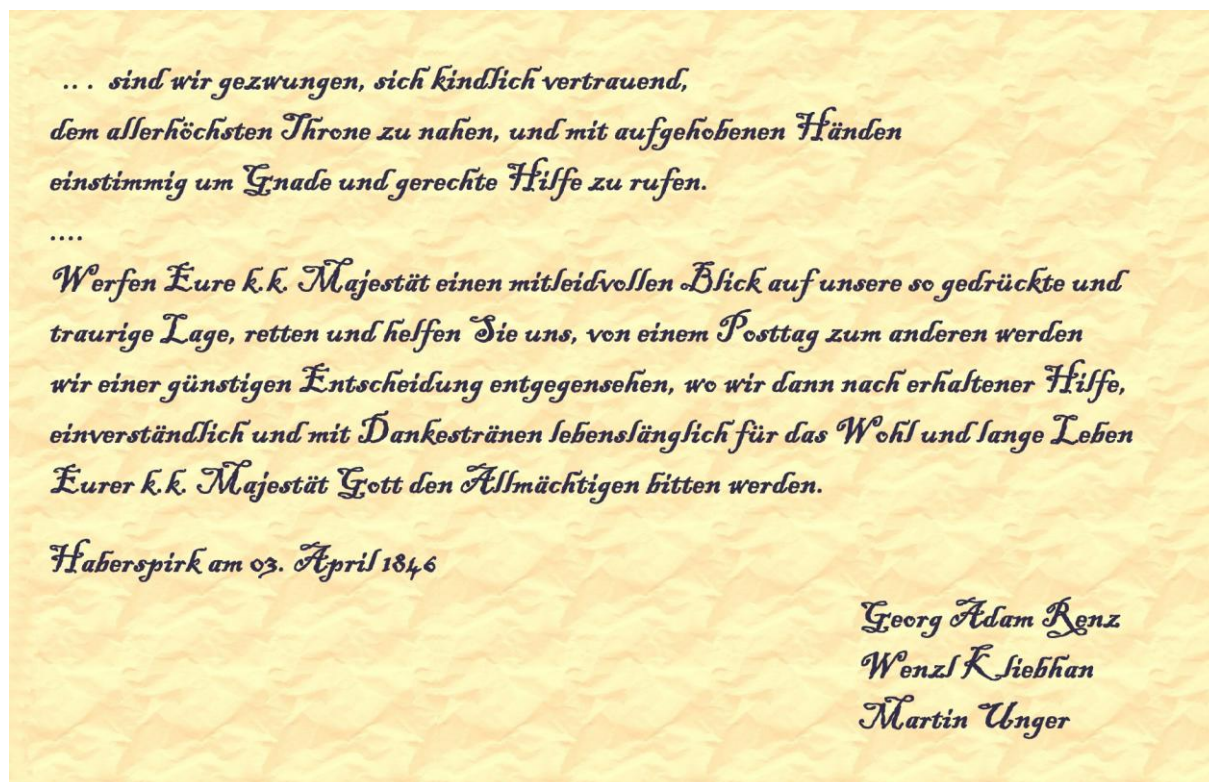 ... sind wir gezwungen, sich kindlich vertrauend,
dem allerhöchsten Throne zu nahen, und mit aufgehobenen Händen
einstimmig um Gnade und gerechte Hilfe zu rufen.
....
Werfen Eure k.k. Majestät einen mitleidvollen Blick auf unsere so gedrückte und
traurige Lage, retten und helfen Sie uns, von einem Posttag zum anderen werden
wir einer günstigen Entscheidung entgegensehen, wo wir dann nach erhaltener Hilfe,
einverständlich und mit Dankestränen lebenslänglich für das Wohl und lange Leben
Eurer k.k. Majestät Gott den Allmächtigen bitten werden.
Haberspirk am 03. April 1846
Georg Adam Renz
Wenzl Kliebhan
Martin Unger